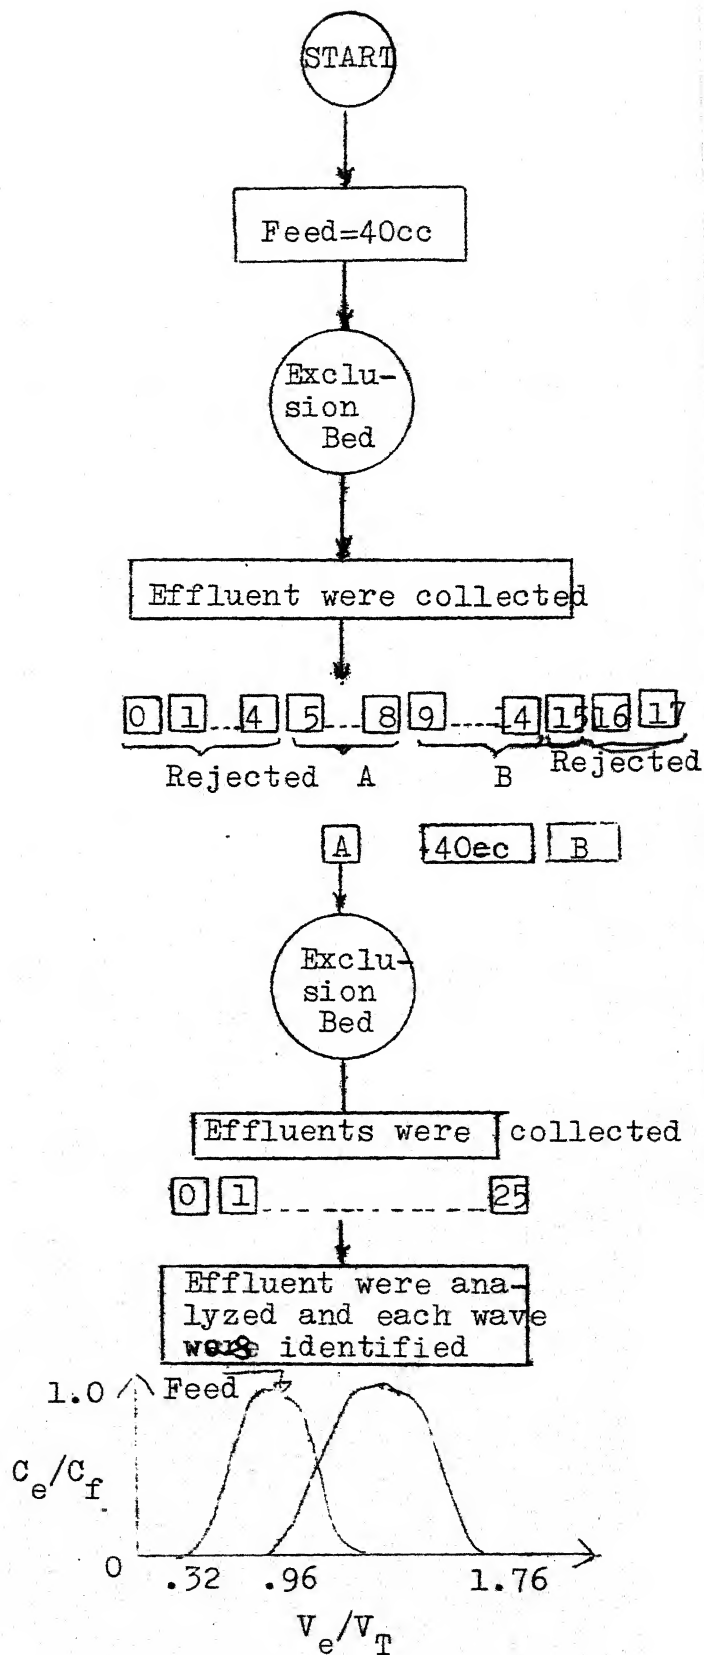 START
Feed=40cc
Exclu-
sion
Bed
Effluent were collected
0 1...4 5...8 9....14 15 16 17
Rejected A B Rejected
A 40cc B
Exclu-
sion
Bed
Effluents were collected
0 1 ------------ 25
Effluent were ana-
lyzed and each wave
were identified
1.0 Feed
Ce/Cf
0 .32 .96 1.76
Ve/VT